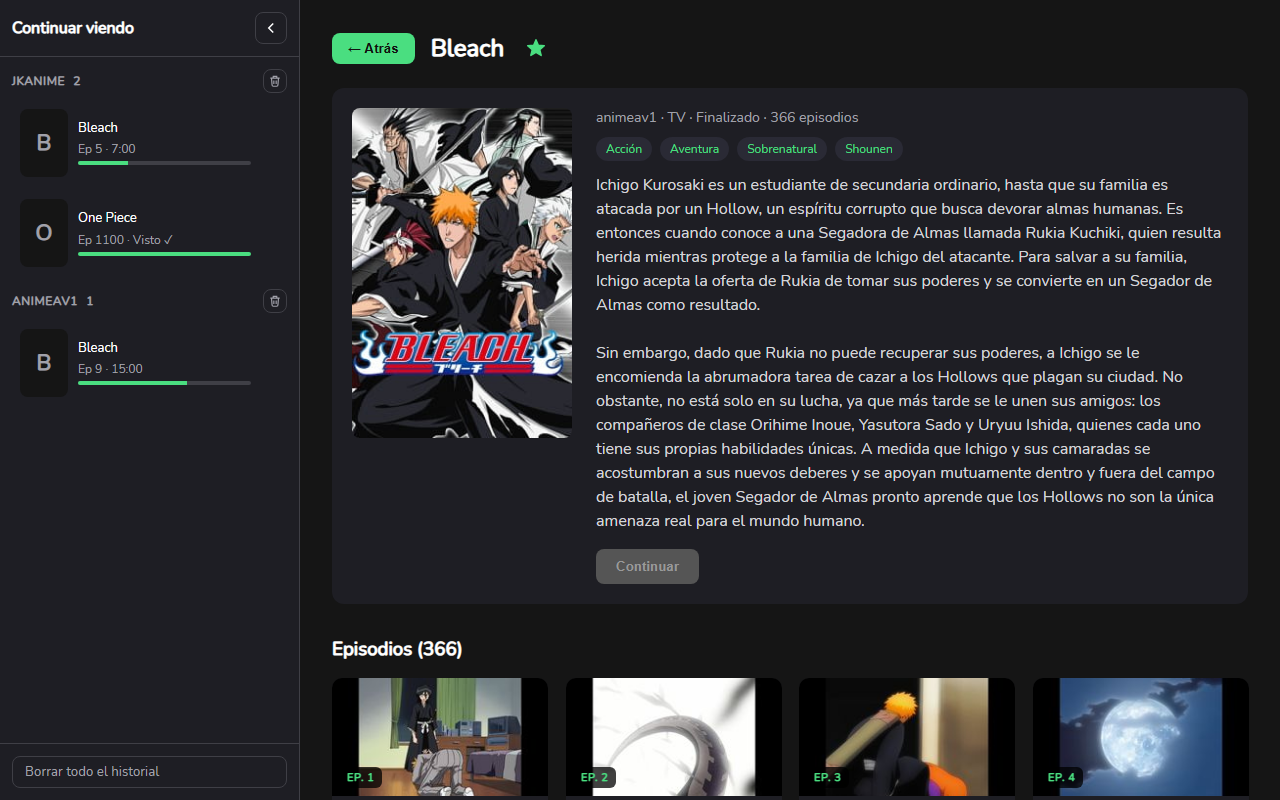 Continuar viendo
← Atrás
Bleach
JKANIME 2
B
Bleach
Ep 5 · 7:00
O
One Piece
Ep 1100 · Visto ✓
ANIMEAV1 1
B
Bleach
Ep 9 · 15:00
Borrar todo el historial
BLEACH
ブリーチ
animeav1 · TV · Finalizado · 366 episodios
Acción
Aventura
Sobrenatural
Shounen
Ichigo Kurosaki es un estudiante de secundaria ordinario, hasta que su familia es
atacada por un Hollow, un espíritu corrupto que busca devorar almas humanas. Es
entonces cuando conoce a una Segadora de Almas llamada Rukia Kuchiki, quien resulta
herida mientras protege a la familia de Ichigo del atacante. Para salvar a su familia,
Ichigo acepta la oferta de Rukia de tomar sus poderes y se convierte en un Segador de
Almas como resultado.
Sin embargo, dado que Rukia no puede recuperar sus poderes, a Ichigo se le
encomienda la abrumadora tarea de cazar a los Hollows que plagan su ciudad. No
obstante, no está solo en su lucha, ya que más tarde se le unen sus amigos: los
compañeros de clase Orihime Inoue, Yasutora Sado y Uryuu Ishida, quienes cada uno
tiene sus propias habilidades únicas. A medida que Ichigo y sus camaradas se
acostumbran a sus nuevos deberes y se apoyan mutuamente dentro y fuera del campo
de batalla, el joven Segador de Almas pronto aprende que los Hollows no son la única
amenaza real para el mundo humano.
Continuar
Episodios (366)
EP. 1
EP. 2
EP. 3
EP. 4